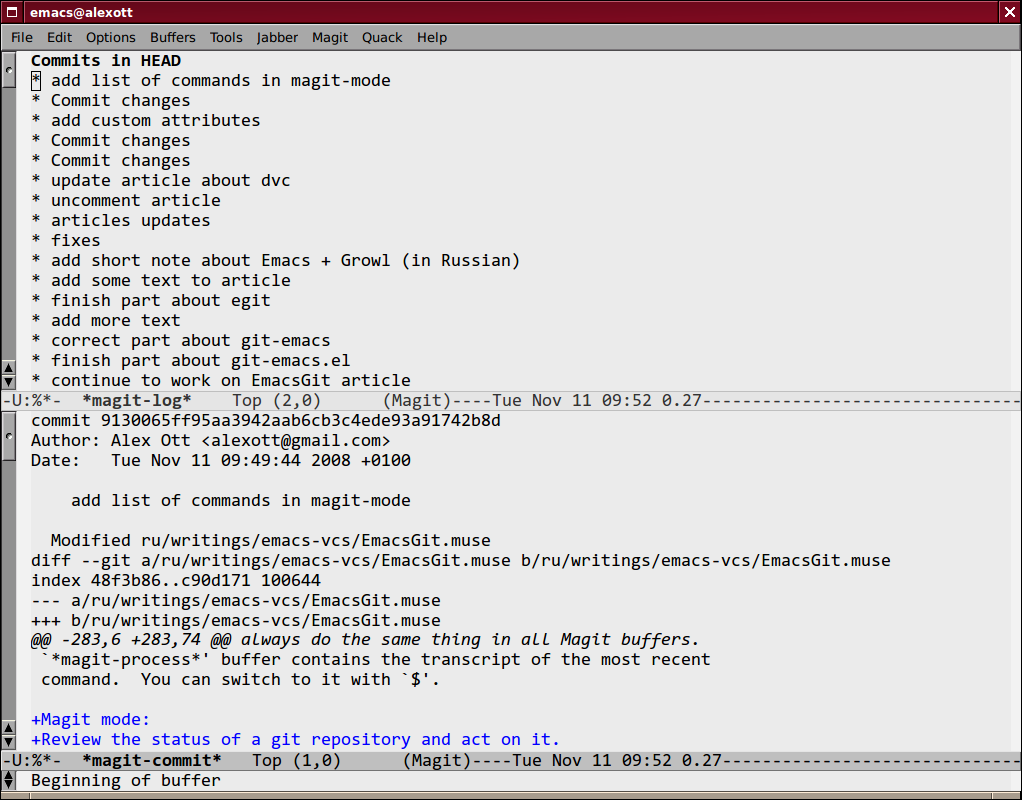 emacs@alexott
File Edit Options Buffers Tools Jabber Magit Quack Help
Commits in HEAD
* add list of commands in magit-mode
* Commit changes
* add custom attributes
* Commit changes
* Commit changes
* update article about dvc
* uncomment article
* articles updates
* fixes
* add short note about Emacs + Growl (in Russian)
* add some text to article
* finish part about egit
* add more text
* correct part about git-emacs
* finish part about git-emacs.el
* continue to work on EmacsGit article
-U:%*-  *magit-log*    Top (2,0)      (Magit)----Tue Nov 11 09:52 0.27--------------------------------
commit 9130065ff95aa3942aab6cb3c4ede93a91742b8d
Author: Alex Ott <alexott@gmail.com>
Date:   Tue Nov 11 09:49:44 2008 +0100
    add list of commands in magit-mode
  Modified ru/writings/emacs-vcs/EmacsGit.muse
diff --git a/ru/writings/emacs-vcs/EmacsGit.muse b/ru/writings/emacs-vcs/EmacsGit.muse
index 48f3b86..c90d171 100644
--- a/ru/writings/emacs-vcs/EmacsGit.muse
+++ b/ru/writings/emacs-vcs/EmacsGit.muse
@@ -283,6 +283,74 @@ always do the same thing in all Magit buffers.
 `*magit-process*' buffer contains the transcript of the most recent
 command.  You can switch to it with `$'.
+Magit mode:
+Review the status of a git repository and act on it.
-U:%*-  *magit-commit*   Top (1,0)      (Magit)----Tue Nov 11 09:52 0.27------------------------------
Beginning of buffer